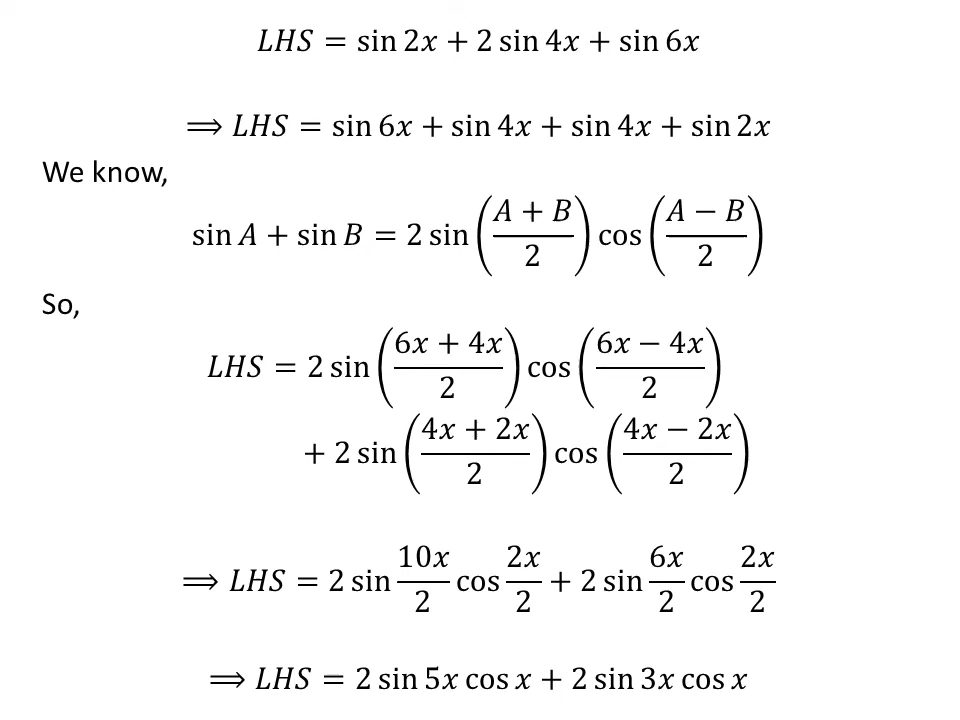 LHS = sin 2x + 2 sin 4x + sin 6x
⟹ LHS = sin 6x + sin 4x + sin 4x + sin 2x
We know,
sin A + sin B = 2 sin ((A + B)/2) cos ((A − B)/2)
So,
LHS = 2 sin ((6x + 4x)/2) cos ((6x − 4x)/2)
+ 2 sin ((4x + 2x)/2) cos ((4x − 2x)/2)
⟹ LHS = 2 sin 10x/2 cos 2x/2 + 2 sin 6x/2 cos 2x/2
⟹ LHS = 2 sin 5x cos x + 2 sin 3x cos x